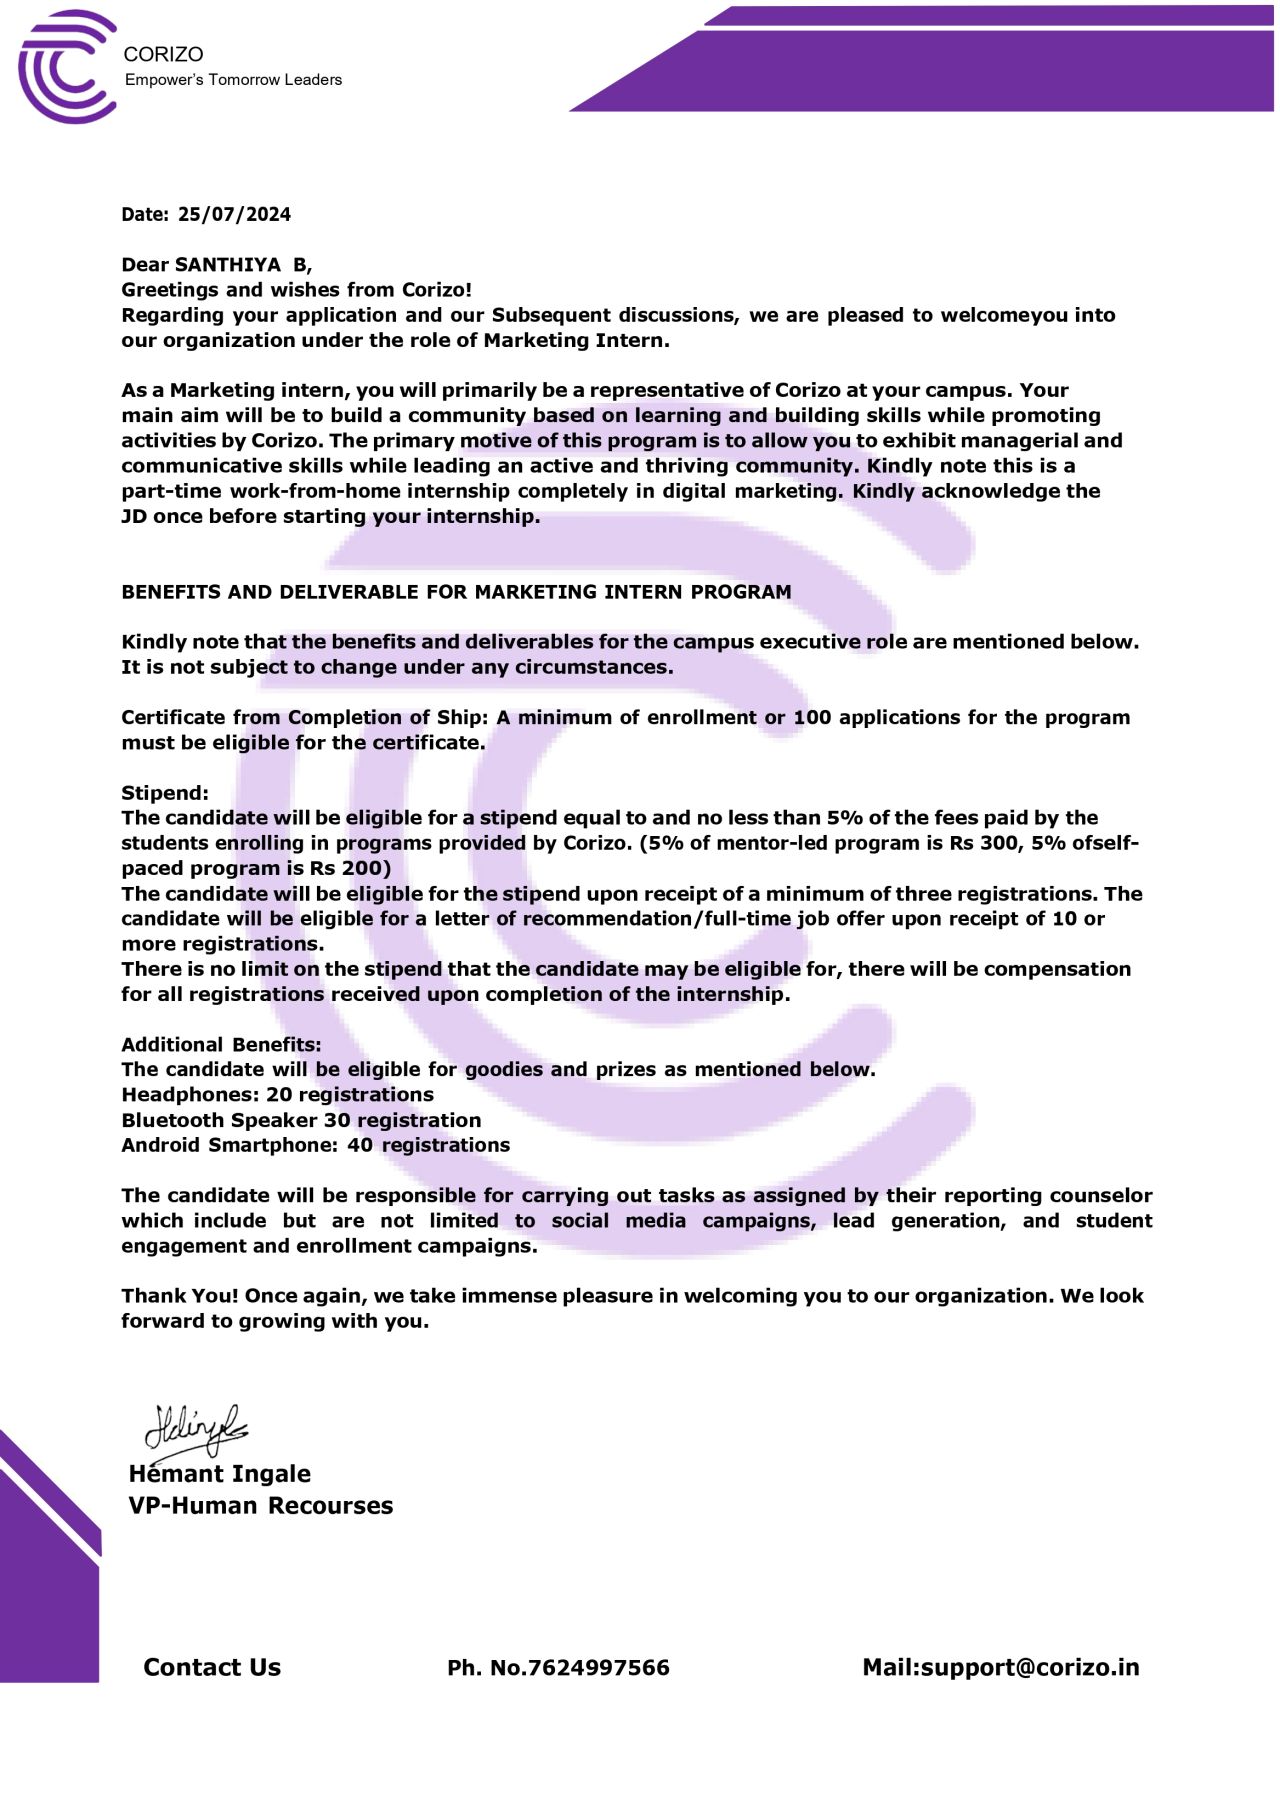 CORIZO
Empower's Tomorrow Leaders
Date: 25/07/2024
Dear SANTHIYA B,
Greetings and wishes from Corizo!
Regarding your application and our Subsequent discussions, we are pleased to welcomeyou into
our organization under the role of Marketing Intern.
As a Marketing intern, you will primarily be a representative of Corizo at your campus. Your
main aim will be to build a community based on learning and building skills while promoting
activities by Corizo. The primary motive of this program is to allow you to exhibit managerial and
communicative skills while leading an active and thriving community. Kindly note this is a
part-time work-from-home internship completely in digital marketing. Kindly acknowledge the
JD once before starting your internship.
BENEFITS AND DELIVERABLE FOR MARKETING INTERN PROGRAM
Kindly note that the benefits and deliverables for the campus executive role are mentioned below.
It is not subject to change under any circumstances.
Certificate from Completion of Ship: A minimum of enrollment or 100 applications for the program
must be eligible for the certificate.
Stipend:
The candidate will be eligible for a stipend equal to and no less than 5% of the fees paid by the
students enrolling in programs provided by Corizo. (5% of mentor-led program is Rs 300, 5% ofself-
paced program is Rs 200)
The candidate will be eligible for the stipend upon receipt of a minimum of three registrations. The
candidate will be eligible for a letter of recommendation/full-time job offer upon receipt of 10 or
more registrations.
There is no limit on the stipend that the candidate may be eligible for, there will be compensation
for all registrations received upon completion of the internship.
Additional Benefits:
The candidate will be eligible for goodies and prizes as mentioned below.
Headphones: 20 registrations
Bluetooth Speaker 30 registration
Android Smartphone: 40 registrations
The candidate will be responsible for carrying out tasks as assigned by their reporting counselor
which include but are not limited to social media campaigns, lead generation, and student
engagement and enrollment campaigns.
Thank You! Once again, we take immense pleasure in welcoming you to our organization. We look
forward to growing with you.
Hemant Ingale
VP-Human Recourses
Contact Us Ph. No.7624997566 Mail:support@corizo.in